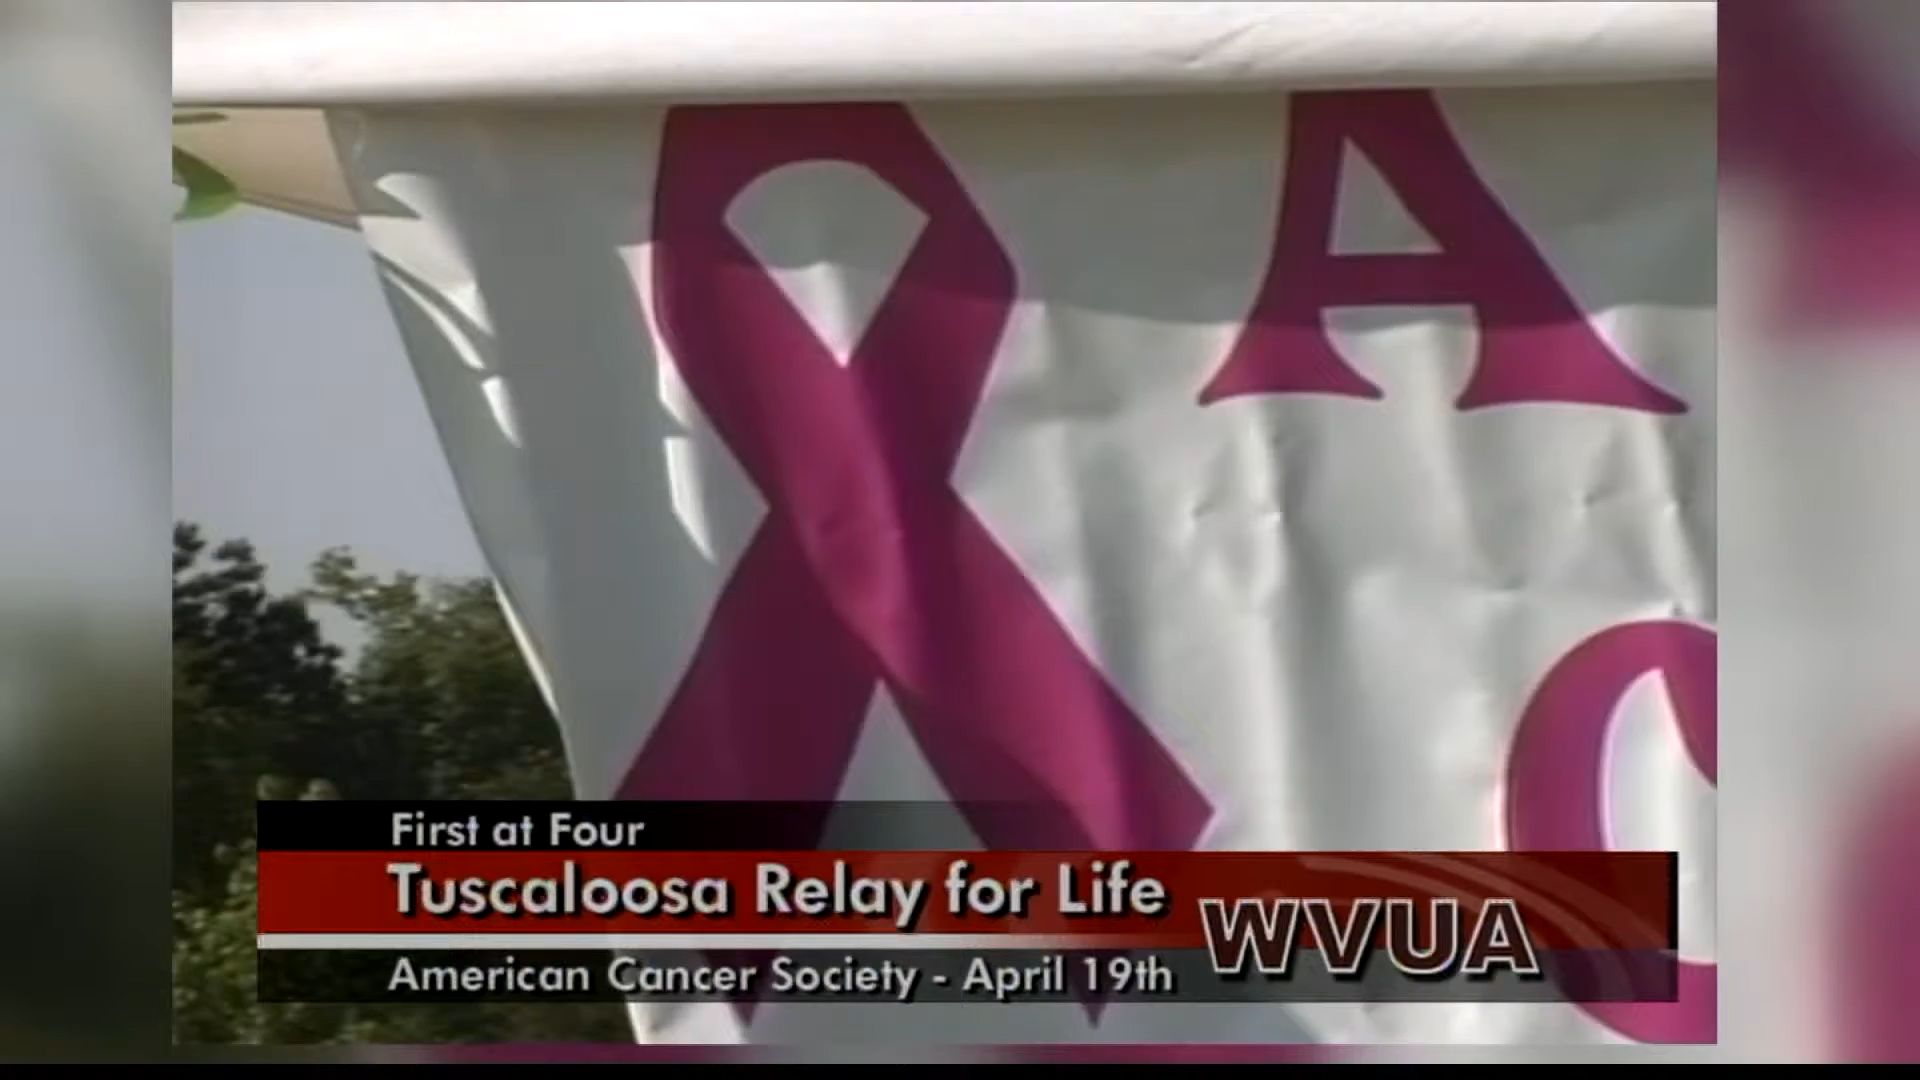 A
First at Four
Tuscaloosa Relay for Life
WVUA
American Cancer Society - April 19th